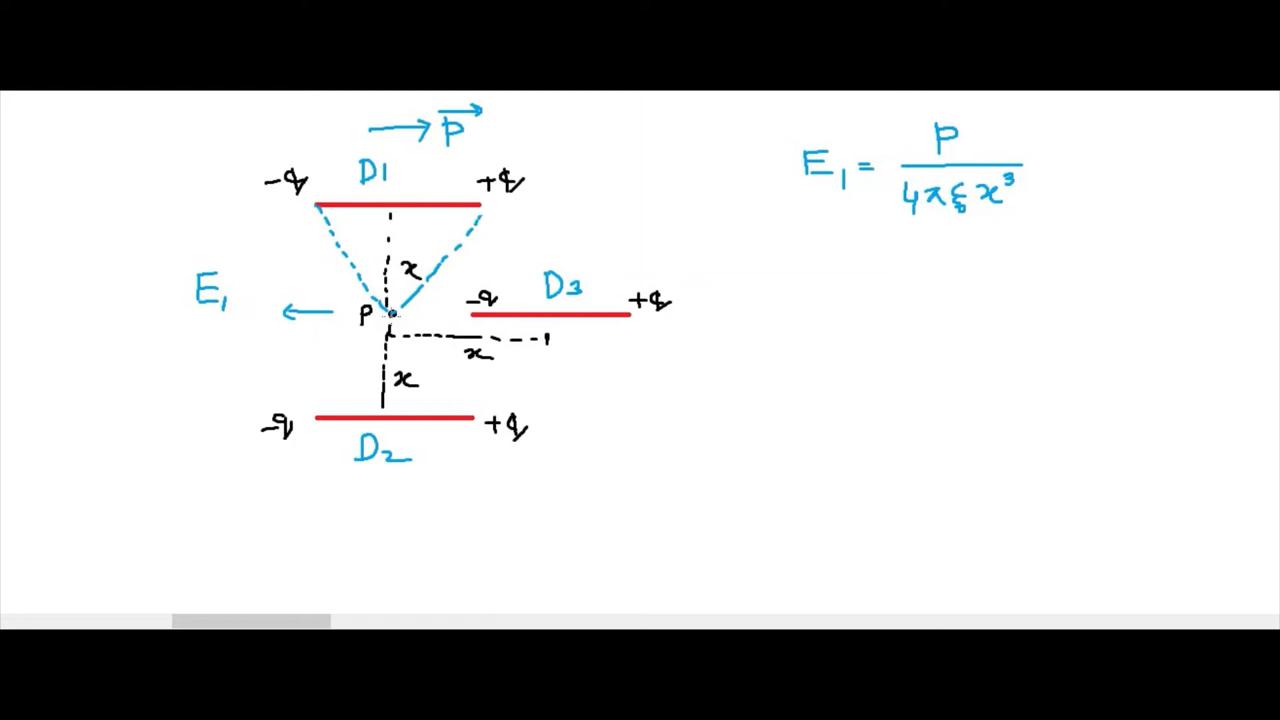 → P⃗
D1
-q +q
E₁ = P / 4πε₀x³
x
E₁
←
P
-q D3 +q
x
x
-q +q
D2